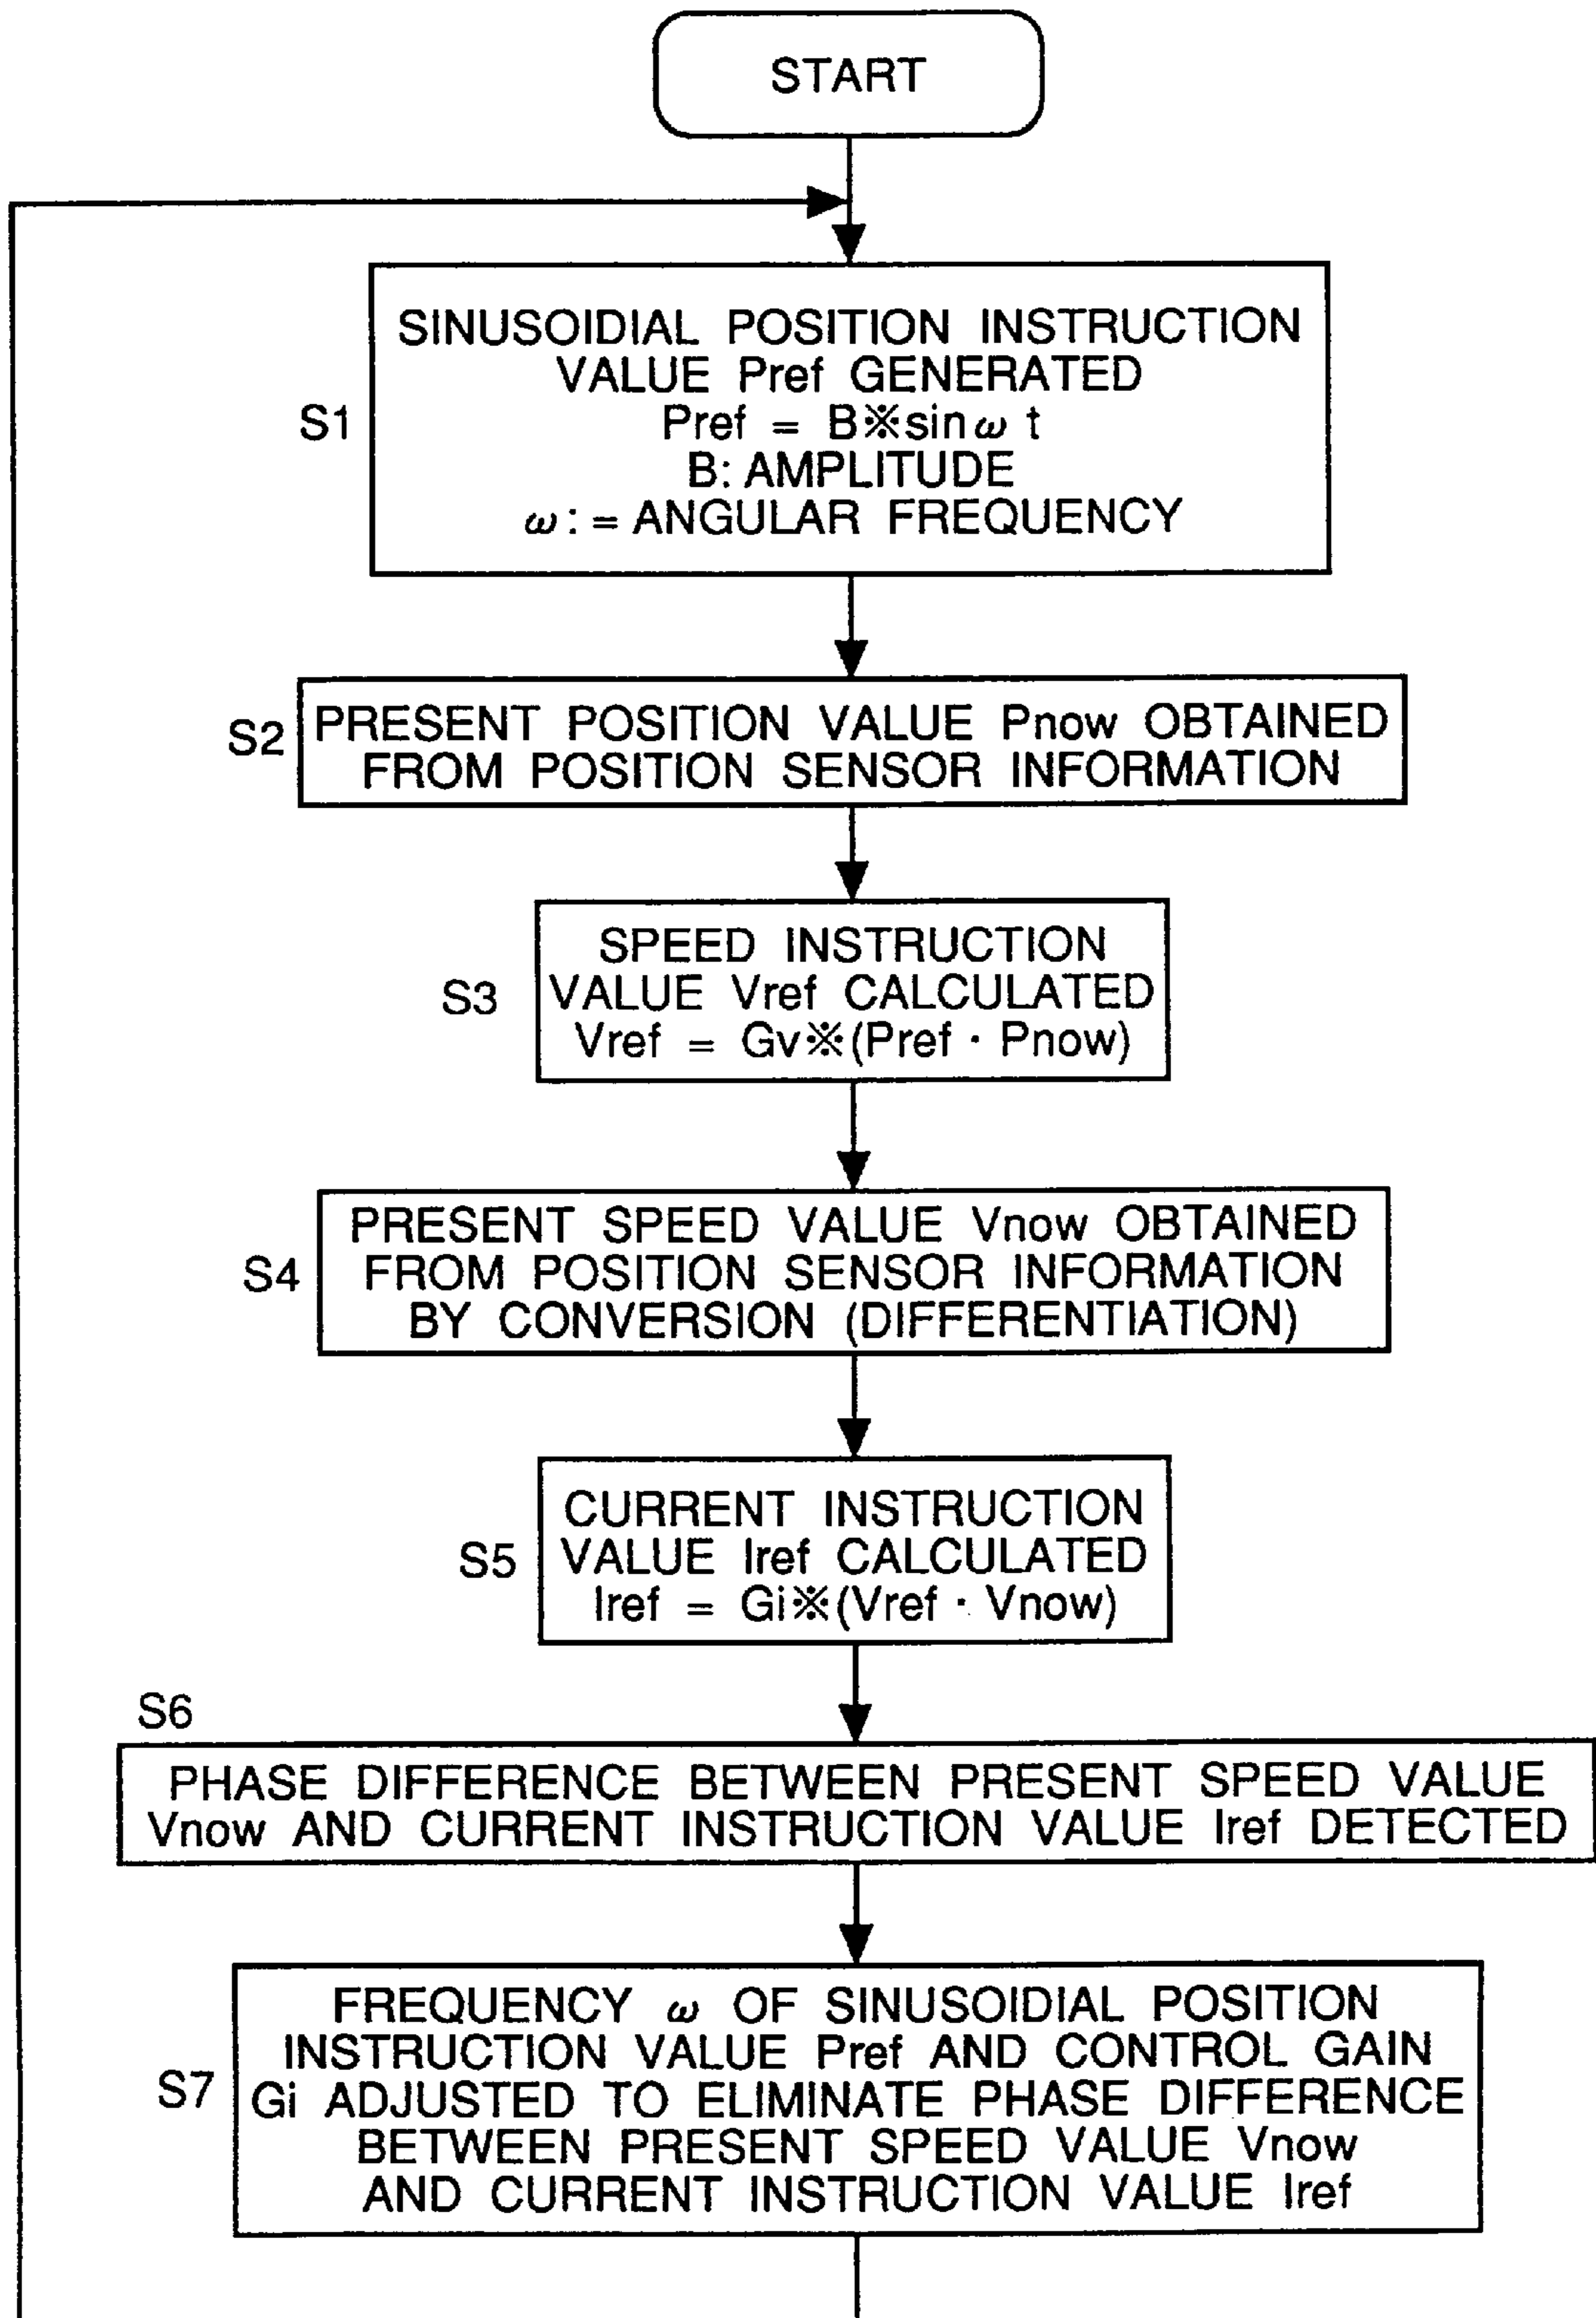 START
S1
SINUSOIDIAL POSITION INSTRUCTION
VALUE Pref GENERATED
Pref = B※sinω t
B: AMPLITUDE
ω: = ANGULAR FREQUENCY
S2
PRESENT POSITION VALUE Pnow OBTAINED
FROM POSITION SENSOR INFORMATION
S3
SPEED INSTRUCTION
VALUE Vref CALCULATED
Vref = Gv※(Pref · Pnow)
S4
PRESENT SPEED VALUE Vnow OBTAINED
FROM POSITION SENSOR INFORMATION
BY CONVERSION (DIFFERENTIATION)
S5
CURRENT INSTRUCTION
VALUE Iref CALCULATED
Iref = Gi※(Vref · Vnow)
S6
PHASE DIFFERENCE BETWEEN PRESENT SPEED VALUE
Vnow AND CURRENT INSTRUCTION VALUE Iref DETECTED
S7
FREQUENCY ω OF SINUSOIDIAL POSITION
INSTRUCTION VALUE Pref AND CONTROL GAIN
Gi ADJUSTED TO ELIMINATE PHASE DIFFERENCE
BETWEEN PRESENT SPEED VALUE Vnow
AND CURRENT INSTRUCTION VALUE Iref